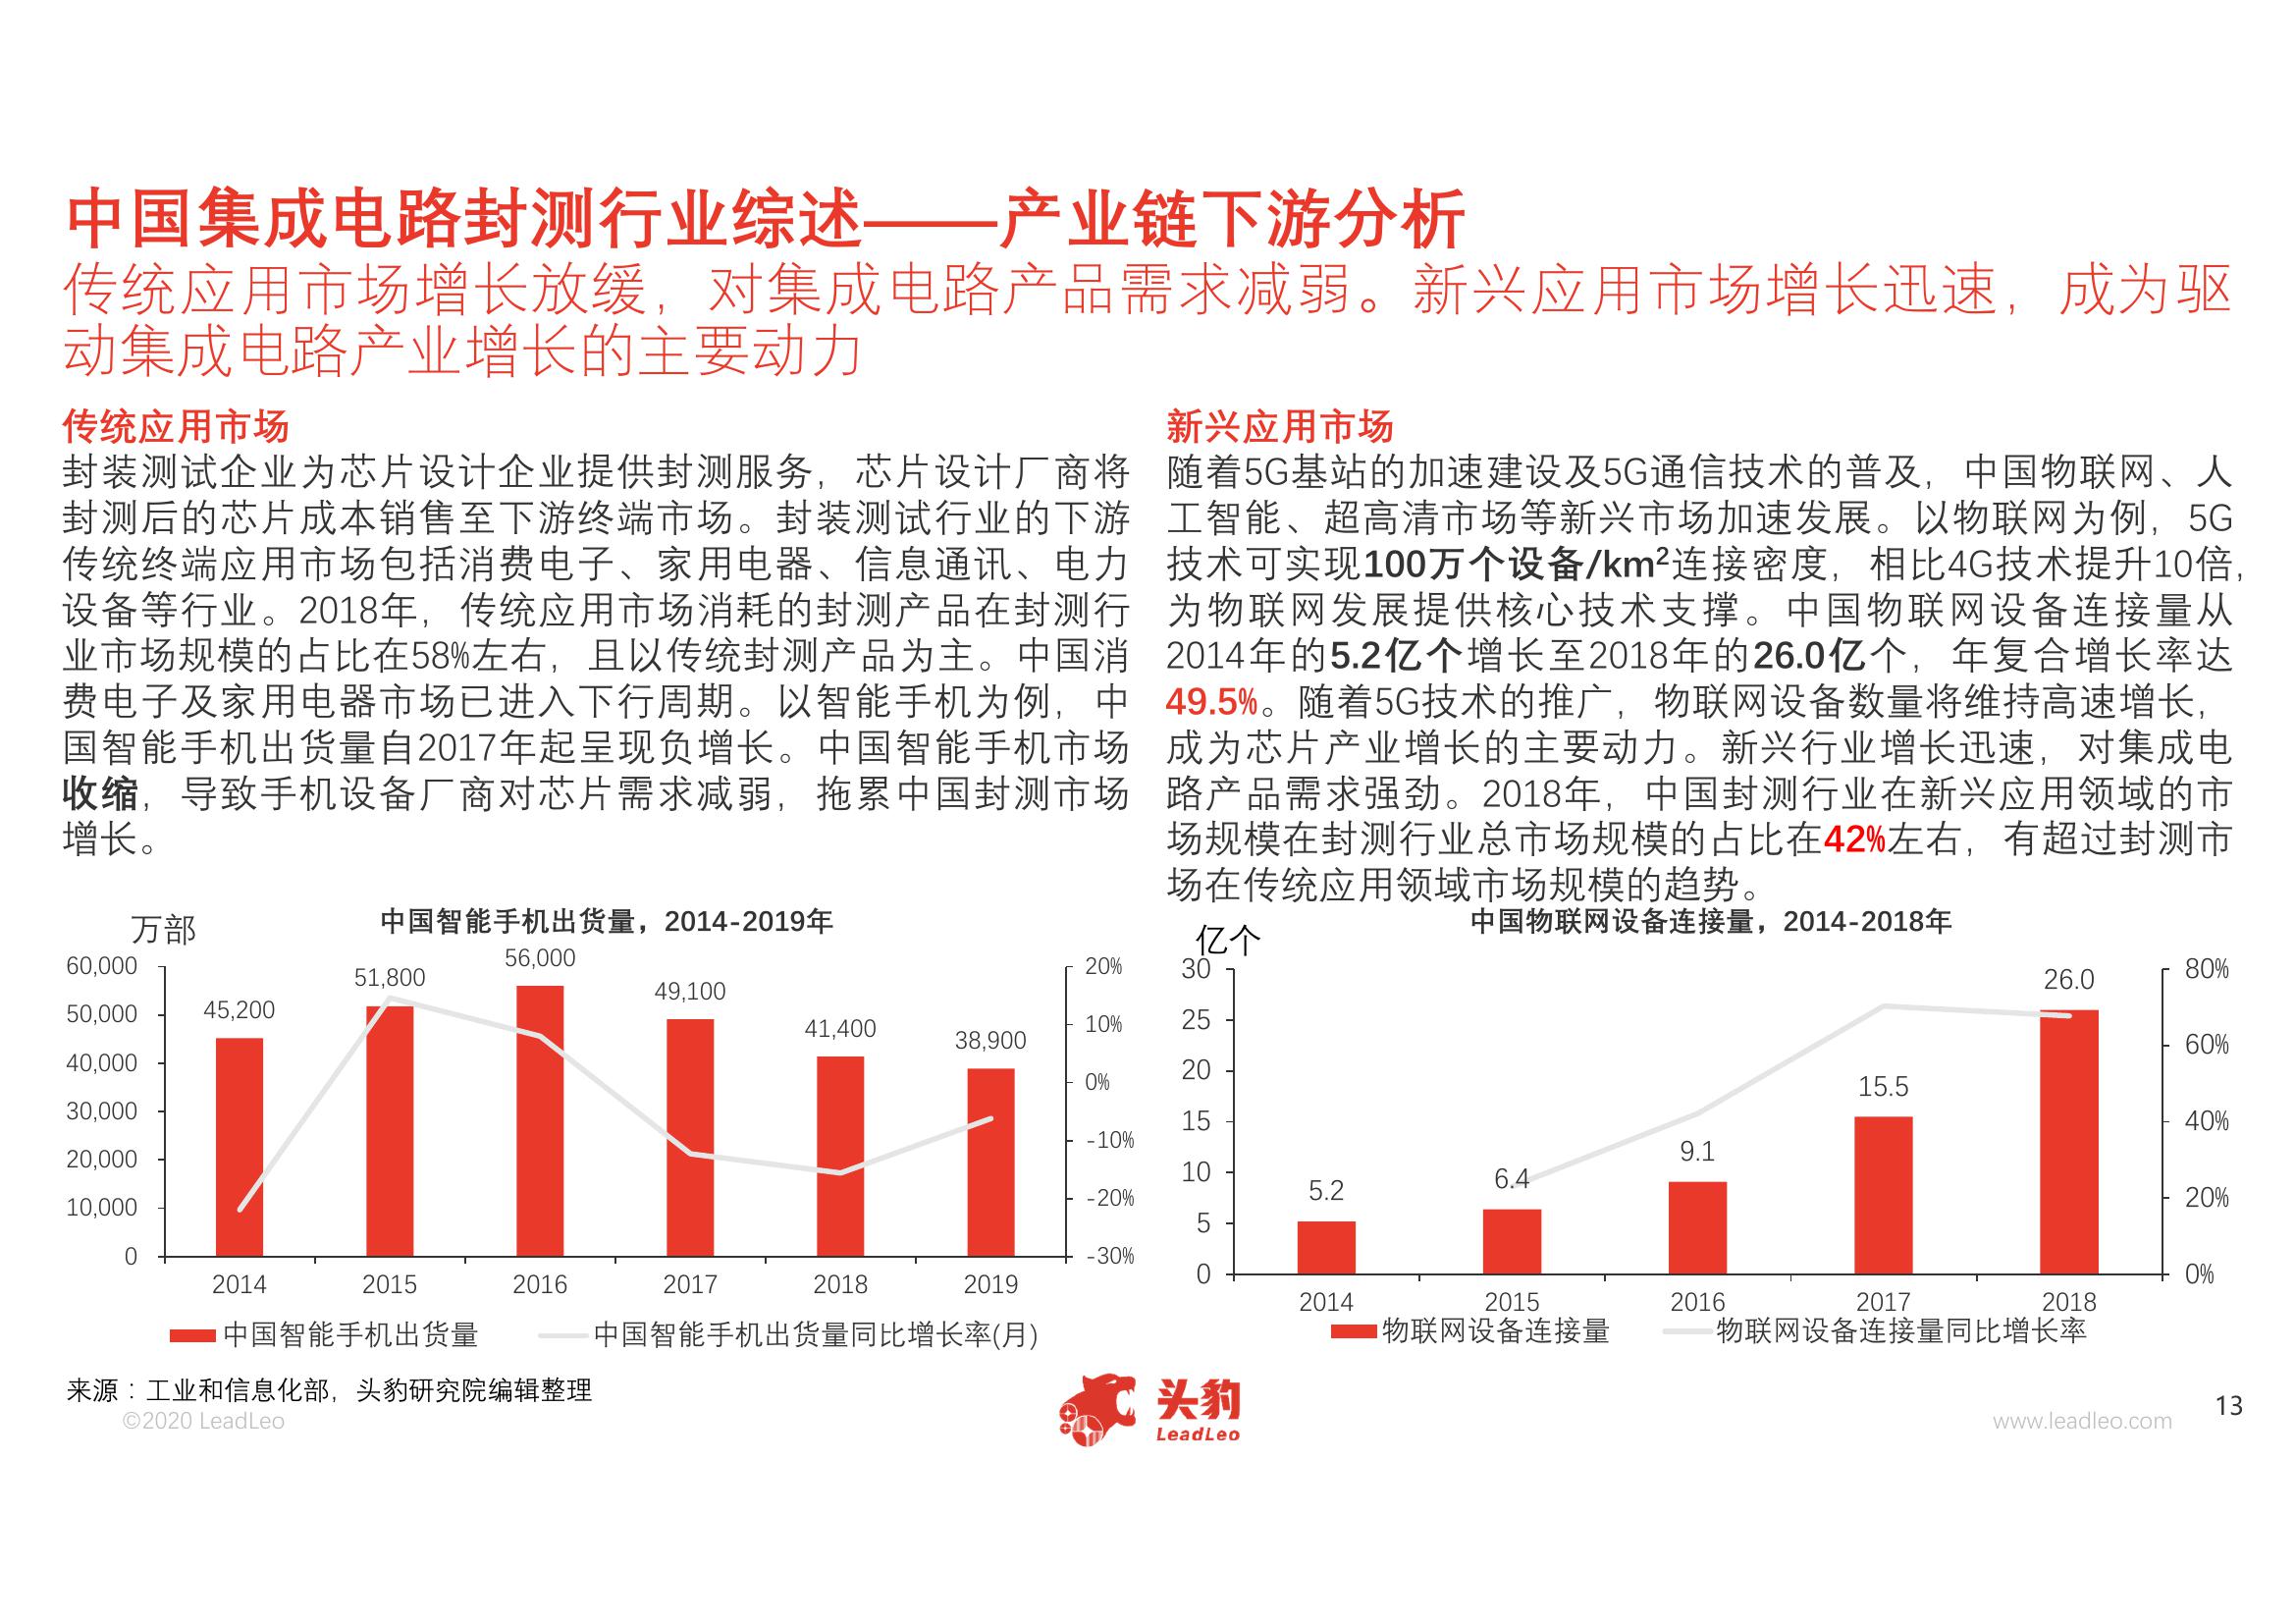 中国集成电路封测行业综述——产业链下游分析
传统应用市场增长放缓，对集成电路产品需求减弱。新兴应用市场增长迅速，成为驱
动集成电路产业增长的主要动力
传统应用市场
封装测试企业为芯片设计企业提供封测服务，芯片设计厂商将
封测后的芯片成本销售至下游终端市场。封装测试行业的下游
传统终端应用市场包括消费电子、家用电器、信息通讯、电力
设备等行业。2018年，传统应用市场消耗的封测产品在封测行
业市场规模的占比在58%左右，且以传统封测产品为主。中国消
费电子及家用电器市场已进入下行周期。以智能手机为例，中
国智能手机出货量自2017年起呈现负增长。中国智能手机市场
收缩，导致手机设备厂商对芯片需求减弱，拖累中国封测市场
增长。
新兴应用市场
随着5G基站的加速建设及5G通信技术的普及，中国物联网、人
工智能、超高清市场等新兴市场加速发展。以物联网为例，5G
技术可实现100万个设备/km²连接密度，相比4G技术提升10倍，
为物联网发展提供核心技术支撑。中国物联网设备连接量从
2014年的5.2亿个增长至2018年的26.0亿个，年复合增长率达
49.5%。随着5G技术的推广，物联网设备数量将维持高速增长，
成为芯片产业增长的主要动力。新兴行业增长迅速，对集成电
路产品需求强劲。2018年，中国封测行业在新兴应用领域的市
场规模在封测行业总市场规模的占比在42%左右，有超过封测市
场在传统应用领域市场规模的趋势。
万部
中国智能手机出货量，2014-2019年
60,000
50,000
40,000
30,000
20,000
10,000
0
45,200
51,800
56,000
49,100
41,400
38,900
20%
10%
0%
-10%
-20%
-30%
2014 2015 2016 2017 2018 2019
中国智能手机出货量 中国智能手机出货量同比增长率(月)
亿个
中国物联网设备连接量，2014-2018年
30
25
20
15
10
5
0
5.2
6.4
9.1
15.5
26.0
80%
60%
40%
20%
0%
2014 2015 2016 2017 2018
物联网设备连接量 物联网设备连接量同比增长率
来源：工业和信息化部，头豹研究院编辑整理
©2020 LeadLeo
头豹
LeadLeo
www.leadleo.com
13